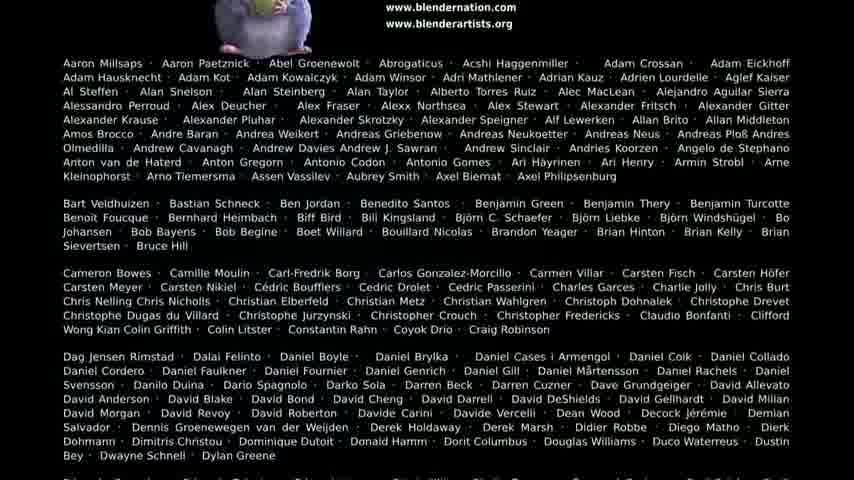 www.blendernation.com
www.blenderartists.org
Aaron Millsaps · Aaron Paetznick · Abel Groenewolt · Abrogaticus · Acshi Haggenmiller · Adam Crossan · Adam Eickhoff
Adam Hausknecht · Adam Kot · Adam Kowalczyk · Adam Winsor · Adri Mathlener · Adrian Kauz · Adrien Lourdelle · Aglef Kaiser
Al Steffen · Alan Snelson · Alan Steinberg · Alan Taylor · Alberto Torres Ruiz · Alec MacLean · Alejandro Aguilar Sierra
Alessandro Perroud · Alex Deucher · Alex Fraser · Alexx Northsea · Alex Stewart · Alexander Fritsch · Alexander Gitter
Alexander Krause · Alexander Pluhar · Alexander Skrotzky · Alexander Speigner · Alf Lewerken · Allan Brito · Allan Middleton
Amos Brocco · Andre Baran · Andrea Weikert · Andreas Griebenow · Andreas Neukoetter · Andreas Neus · Andreas Ploß Andres
Olmedilla · Andrew Cavanagh · Andrew Davies Andrew J. Sawran · Andrew Sinclair · Andries Koorzen · Angelo de Stephano
Anton van de Haterd · Anton Gregorn · Antonio Codon · Antonio Gomes · Ari Häyrinen · Ari Henry · Armin Strobl · Arne
Kleinophorst · Arno Tiemersma · Assen Vassilev · Aubrey Smith · Axel Biernat · Axel Philipsenburg
Bart Veldhuizen · Bastian Schneck · Ben Jordan · Benedito Santos · Benjamin Green · Benjamin Thery · Benjamin Turcotte
Benoit Foucque · Bernhard Heimbach · Biff Bird · Bill Kingsland · Björn C. Schaefer · Björn Liebke · Björn Windshügel · Bo
Johansen · Bob Bayens · Bob Begine · Boet Willard · Bouillard Nicolas · Brandon Yeager · Brian Hinton · Brian Kelly · Brian
Sievertsen · Bruce Hill
Cameron Bowes · Camille Moulin · Carl-Fredrik Borg · Carlos Gonzalez-Morcillo · Carmen Villar · Carsten Fisch · Carsten Höfer
Carsten Meyer · Carsten Nikiel · Cédric Boufflers · Cedric Drolet · Cedric Passerini · Charles Garces · Charlie Jolly · Chris Burt
Chris Nelling Chris Nicholls · Christian Elberfeld · Christian Metz · Christian Wahlgren · Christoph Dohnalek · Christophe Drevet
Christophe Dugas du Villard · Christophe Jurzynski · Christopher Crouch · Christopher Fredericks · Claudio Bonfanti · Clifford
Wong Kian Colin Griffith · Colin Litster · Constantin Rahn · Coyok Drio · Craig Robinson
Dag Jensen Rimstad · Dalai Felinto · Daniel Boyle · Daniel Brylka · Daniel Cases i Armengol · Daniel Coik · Daniel Collado
Daniel Cordero · Daniel Faulkner · Daniel Fournier · Daniel Genrich · Daniel Gill · Daniel Mårtensson · Daniel Rachels · Daniel
Svensson · Danilo Duina · Dario Spagnolo · Darko Sola · Darren Beck · Darren Cuzner · Dave Grundgeiger · David Allevato
David Anderson · David Blake · David Bond · David Cheng · David Darrell · David DeShields · David Gellhardt · David Millan
David Morgan · David Revoy · David Roberton · Davide Carini · Davide Vercelli · Dean Wood · Decock Jérémie · Demian
Salvador · Dennis Groenewegen van der Weijden · Derek Holdaway · Derek Marsh · Didier Robbe · Diego Matho · Dierk
Dohmann · Dimitris Christou · Dominique Dutoit · Donald Hamm · Dorit Columbus · Douglas Williams · Duco Waterreus · Dustin
Bey · Dwayne Schnell · Dylan Greene